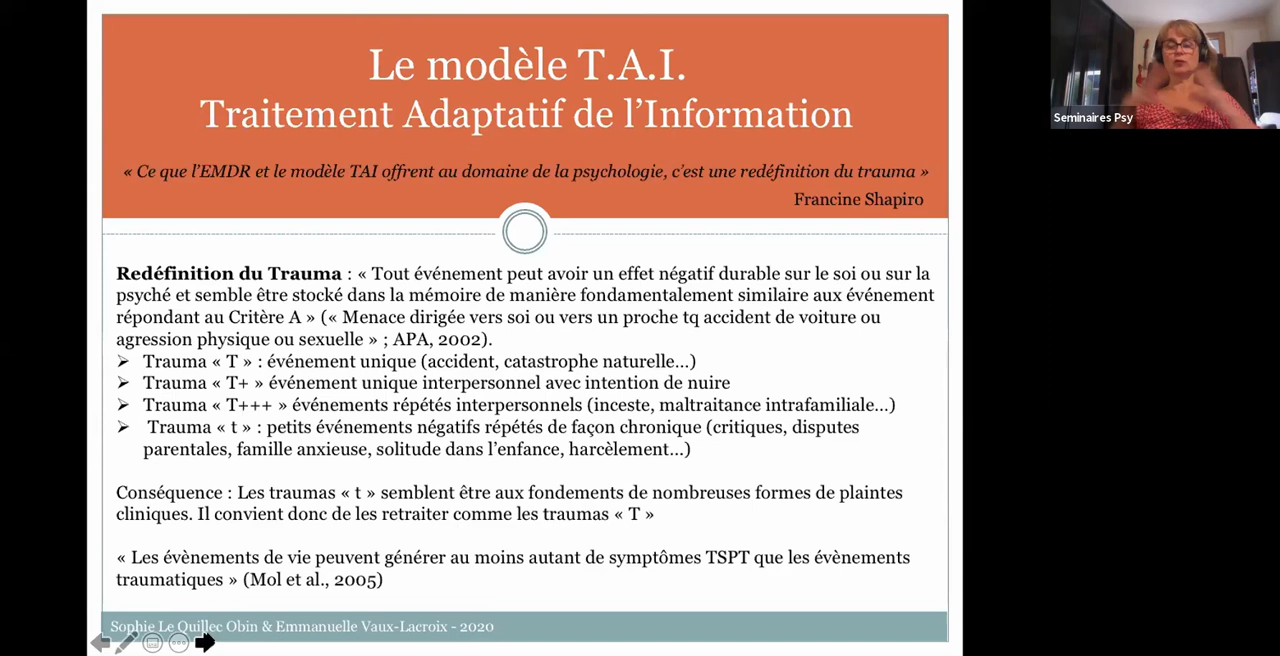 Le modèle T.A.I.
Traitement Adaptatif de l'Information
« Ce que l'EMDR et le modèle TAI offrent au domaine de la psychologie, c'est une redéfinition du trauma »
Francine Shapiro
Seminaires Psy
Redéfinition du Trauma : « Tout événement peut avoir un effet négatif durable sur le soi ou sur la
psyché et semble être stocké dans la mémoire de manière fondamentalement similaire aux événement
répondant au Critère A » (« Menace dirigée vers soi ou vers un proche tq accident de voiture ou
agression physique ou sexuelle » ; APA, 2002).
➢ Trauma « T » : événement unique (accident, catastrophe naturelle…)
➢ Trauma « T+ » événement unique interpersonnel avec intention de nuire
➢ Trauma « T+++ » événements répétés interpersonnels (inceste, maltraitance intrafamiliale…)
➢ Trauma « t » : petits événements négatifs répétés de façon chronique (critiques, disputes
parentales, famille anxieuse, solitude dans l'enfance, harcèlement…)
Conséquence : Les traumas « t » semblent être aux fondements de nombreuses formes de plaintes
cliniques. Il convient donc de les retraiter comme les traumas « T »
« Les évènements de vie peuvent générer au moins autant de symptômes TSPT que les évènements
traumatiques » (Mol et al., 2005)
Sophie Le Quillec Obin & Emmanuelle Vaux-Lacroix - 2020